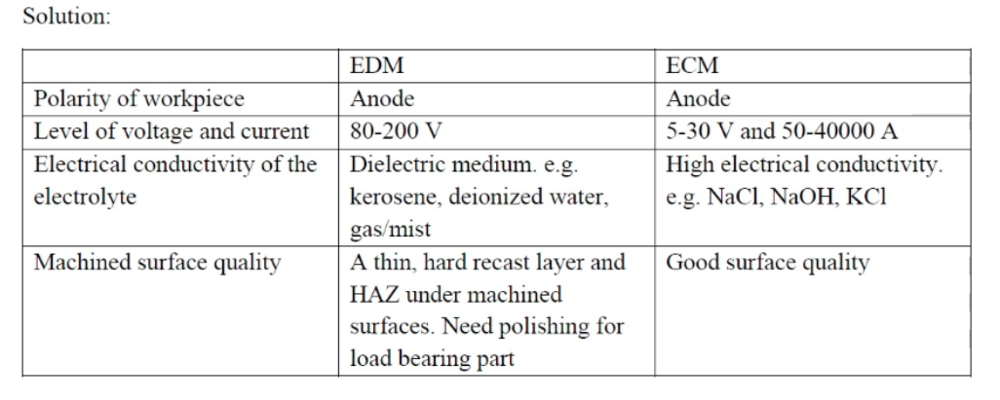 Solution:
EDM ECM
Polarity of workpiece Anode Anode
Level of voltage and current 80-200 V 5-30 V and 50-40000 A
Electrical conductivity of the Dielectric medium. e.g. High electrical conductivity.
electrolyte kerosene, deionized water, e.g. NaCl, NaOH, KCl
gas/mist
Machined surface quality A thin, hard recast layer and Good surface quality
HAZ under machined
surfaces. Need polishing for
load bearing part